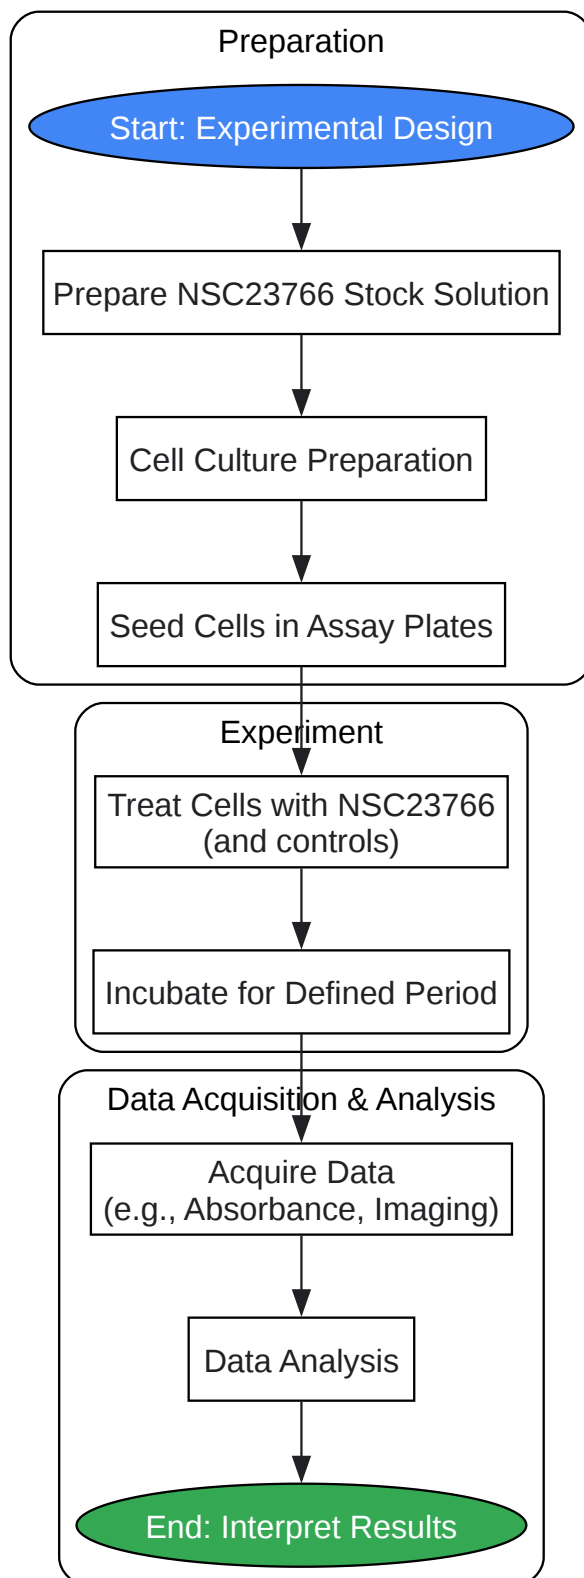 Preparation
Start: Experimental Design
Prepare NSC23766 Stock Solution
Cell Culture Preparation
Seed Cells in Assay Plates
Experiment
Treat Cells with NSC23766
(and controls)
Incubate for Defined Period
Data Acquisition & Analysis
Acquire Data
(e.g., Absorbance, Imaging)
Data Analysis
End: Interpret Results